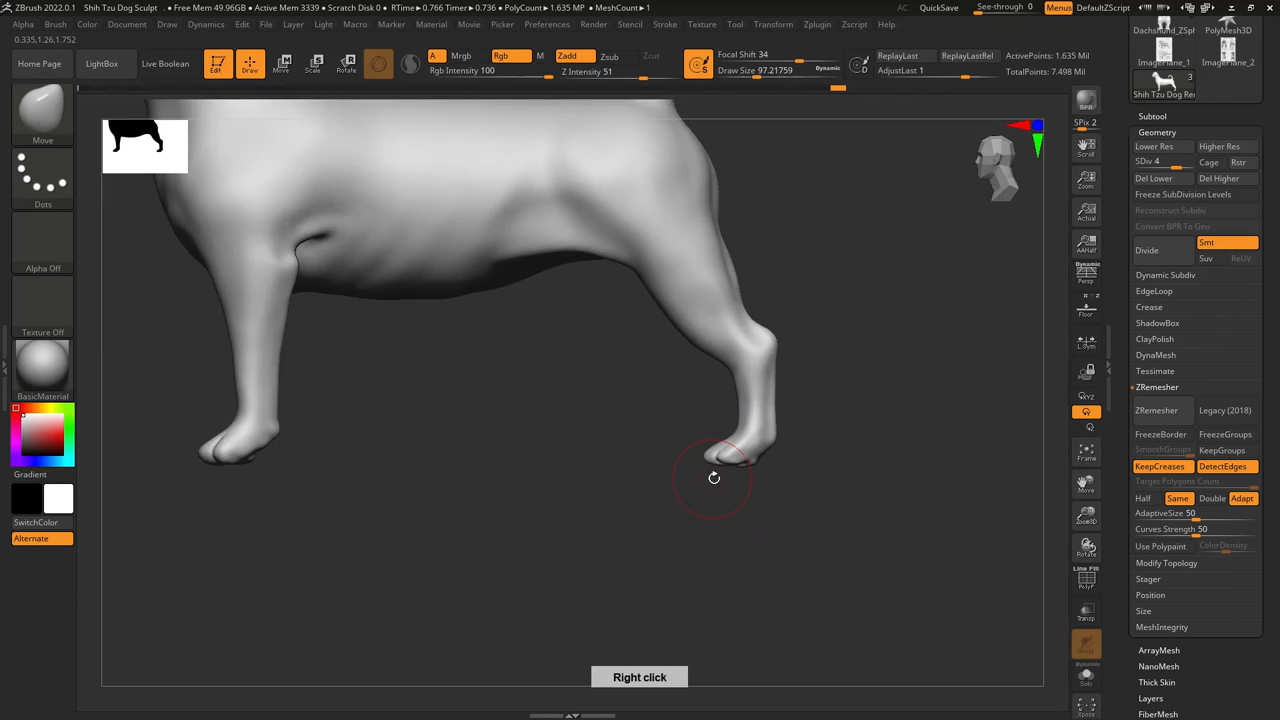 ZBrush 2022.0.1 Shih Tzu Dog Sculpt • Free Mem 49.96GB • Active Mem 3339 • Scratch Disk 0 • RTime►0.766 Timer►0.736 • PolyCount►1.635 MP • MeshCount►1 AC QuickSave See-through 0 Menus DefaultZScript
Alpha Brush Color Document Draw Dynamics Edit File Layer Light Macro Marker Material Movie Picker Preferences Render Stencil Stroke Texture Tool Transform Zplugin Zscript Help
0.335,1.26,1.752
Home Page LightBox Live Boolean Edit Draw Move Scale Rotate
A Mrgb Rgb M Zadd Zsub Zcut
Rgb Intensity 100 Z Intensity 51
S Focal Shift 34
Draw Size 97.21759 Dynamic
D ReplayLast ReplayLastRel ActivePoints: 1.635 Mil
AdjustLast 1 TotalPoints: 7.498 Mil
Move
Dots
Alpha Off
Texture Off
BasicMaterial
Gradient
SwitchColor
Alternate
Right click
BPR
SPix 2
Scroll
Zoom
Actual
AAHalf
Dynamic
Persp
Floor
L.Sym
Frame
Move
Zoom3D
Rotate
Line Fill
PolyF
Transp
Dynamic
Solo
Xpose
Dachshund_ZSph PolyMesh3D
ImagePlane_1 ImagePlane_2
3
Shih Tzu Dog Re
Subtool
Geometry
Lower Res Higher Res
SDiv 4 Cage Rstr
Del Lower Del Higher
Freeze SubDivision Levels
Reconstruct Subdiv
Convert BPR To Geo
Divide Smt
Suv ReUV
Dynamic Subdiv
EdgeLoop
Crease
ShadowBox
ClayPolish
DynaMesh
Tessimate
ZRemesher
ZRemesher Legacy (2018)
FreezeBorder FreezeGroups
SmoothGroups KeepGroups
KeepCreases DetectEdges
Target Polygons Count
Half Same Double Adapt
AdaptiveSize 50
Curves Strength 50
Use Polypaint ColorDensity
Modify Topology
Stager
Position
Size
MeshIntegrity
ArrayMesh
NanoMesh
Thick Skin
Layers
FiberMesh